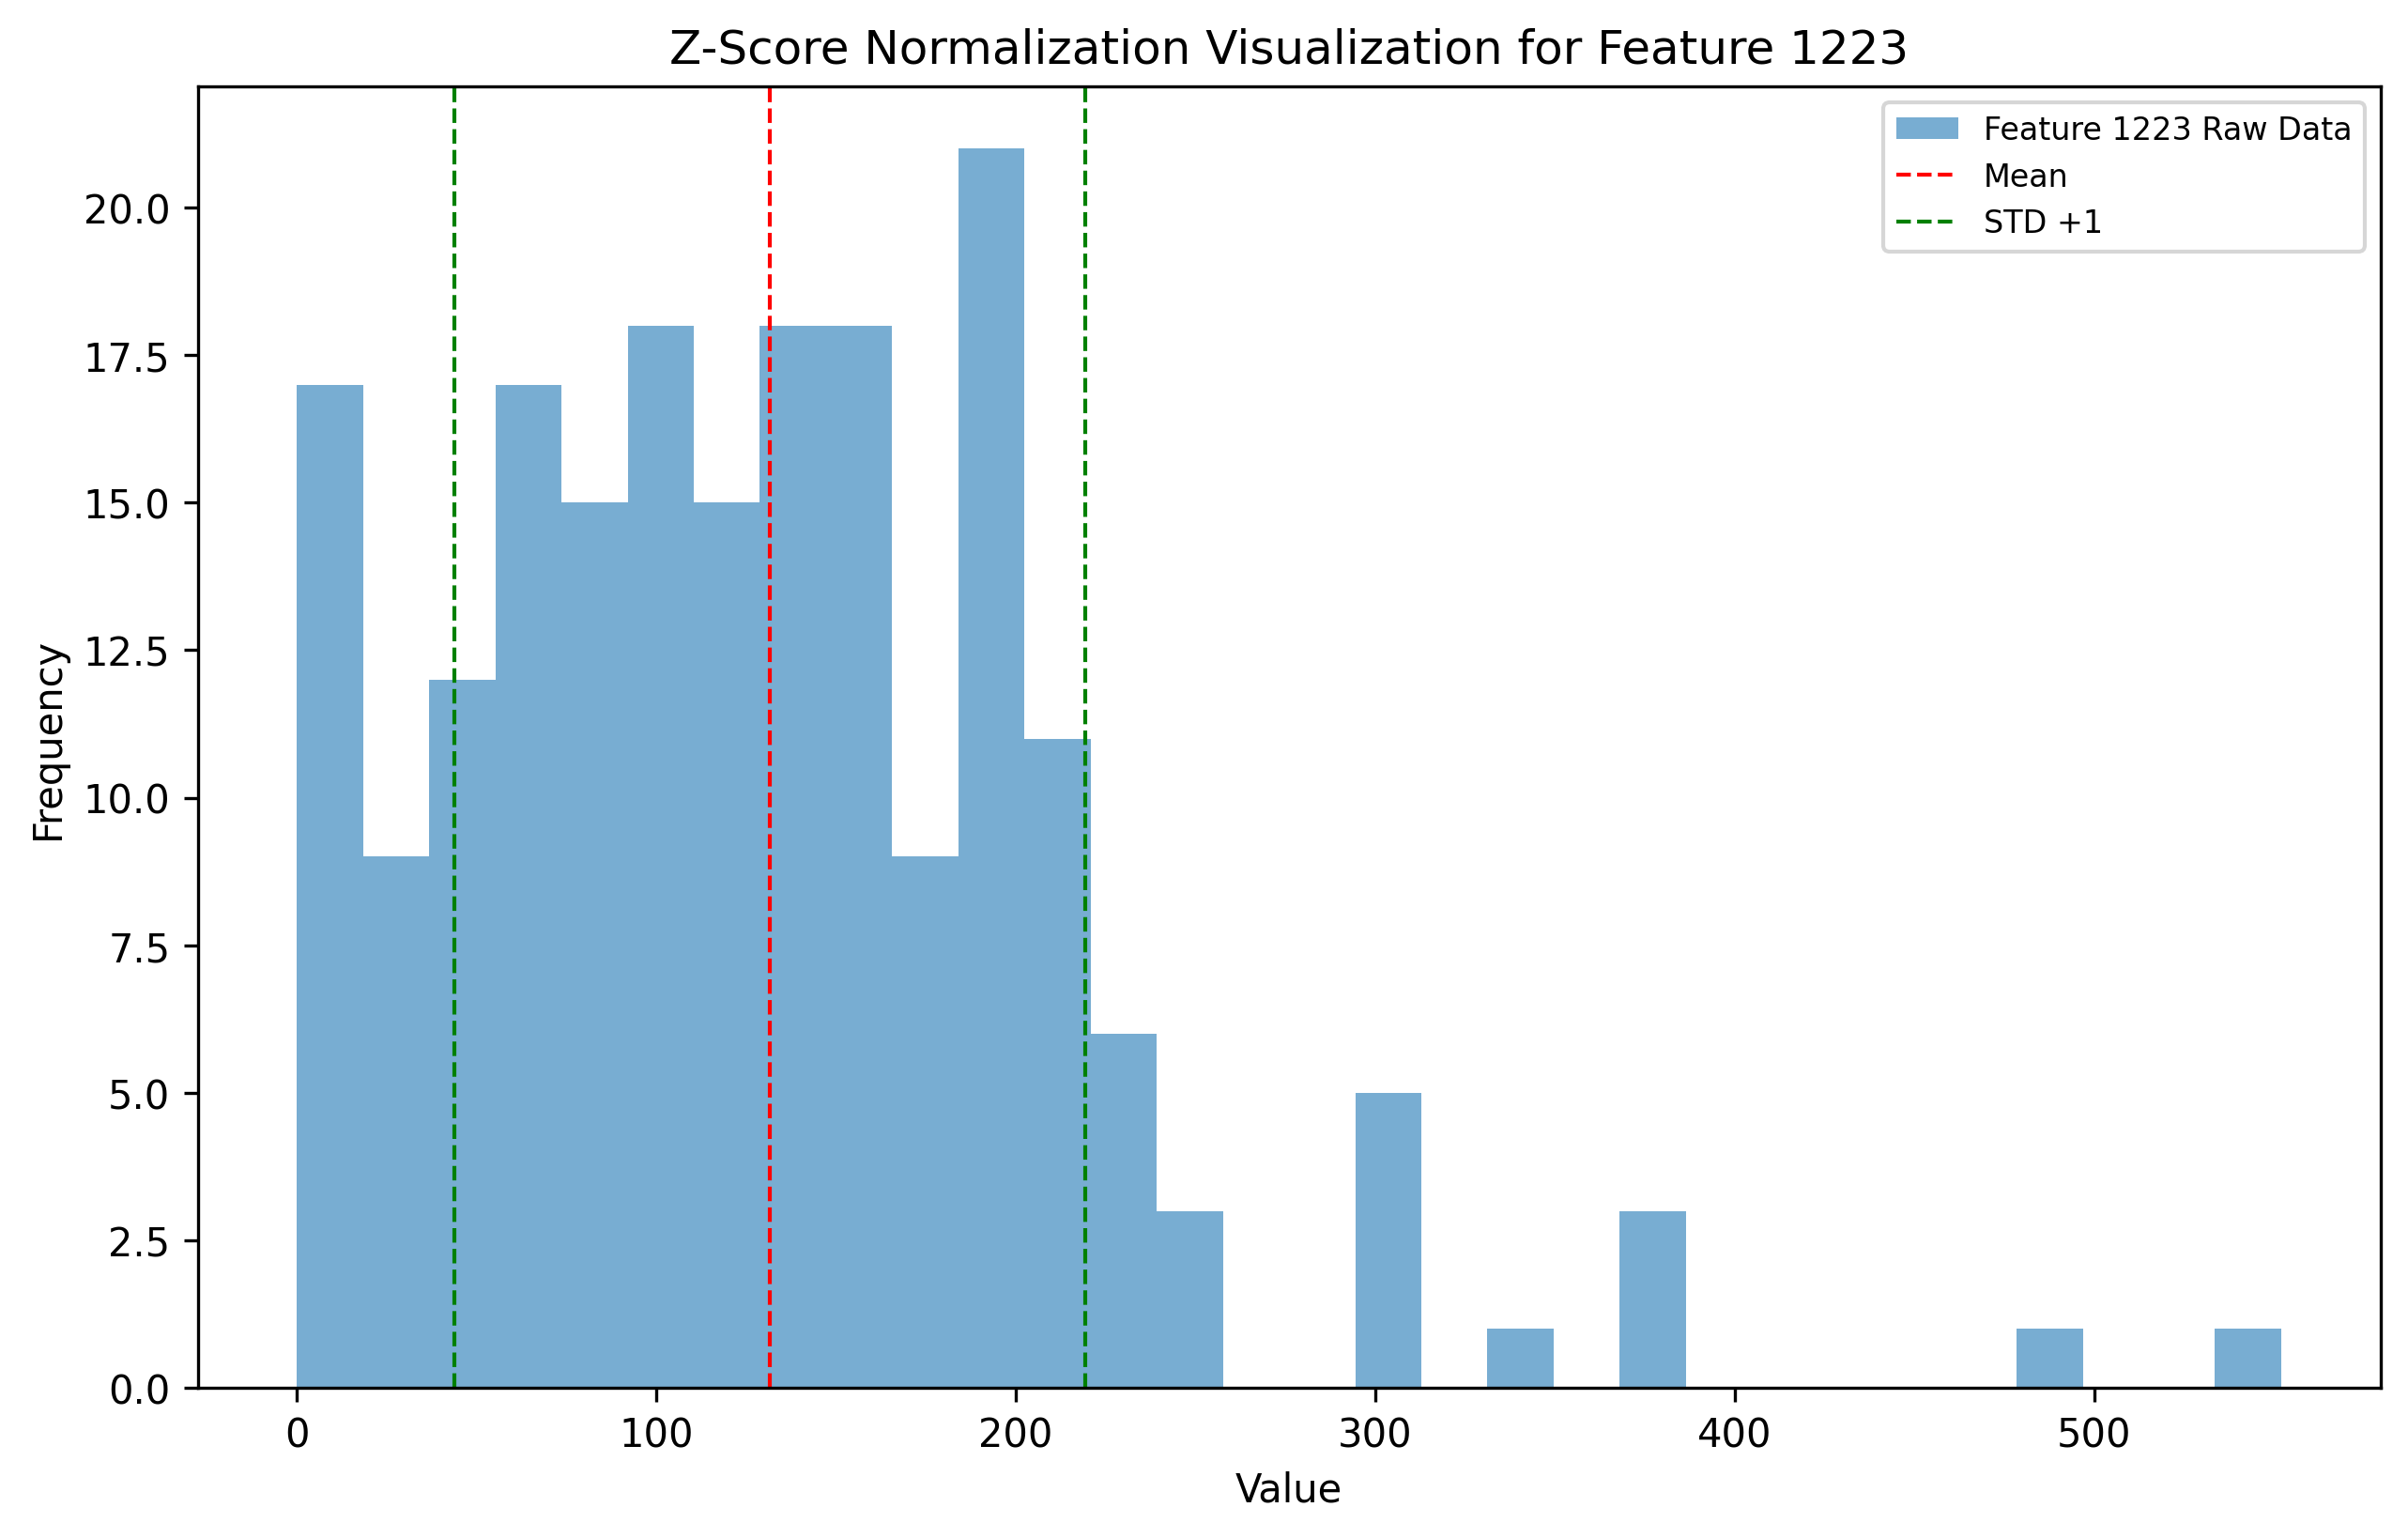 Z-Score Normalization Visualization for Feature 1223
Feature 1223 Raw Data
Mean
STD +1
Frequency
20.0
17.5
15.0
12.5
10.0
7.5
5.0
2.5
0.0
0 100 200 300 400 500
Value